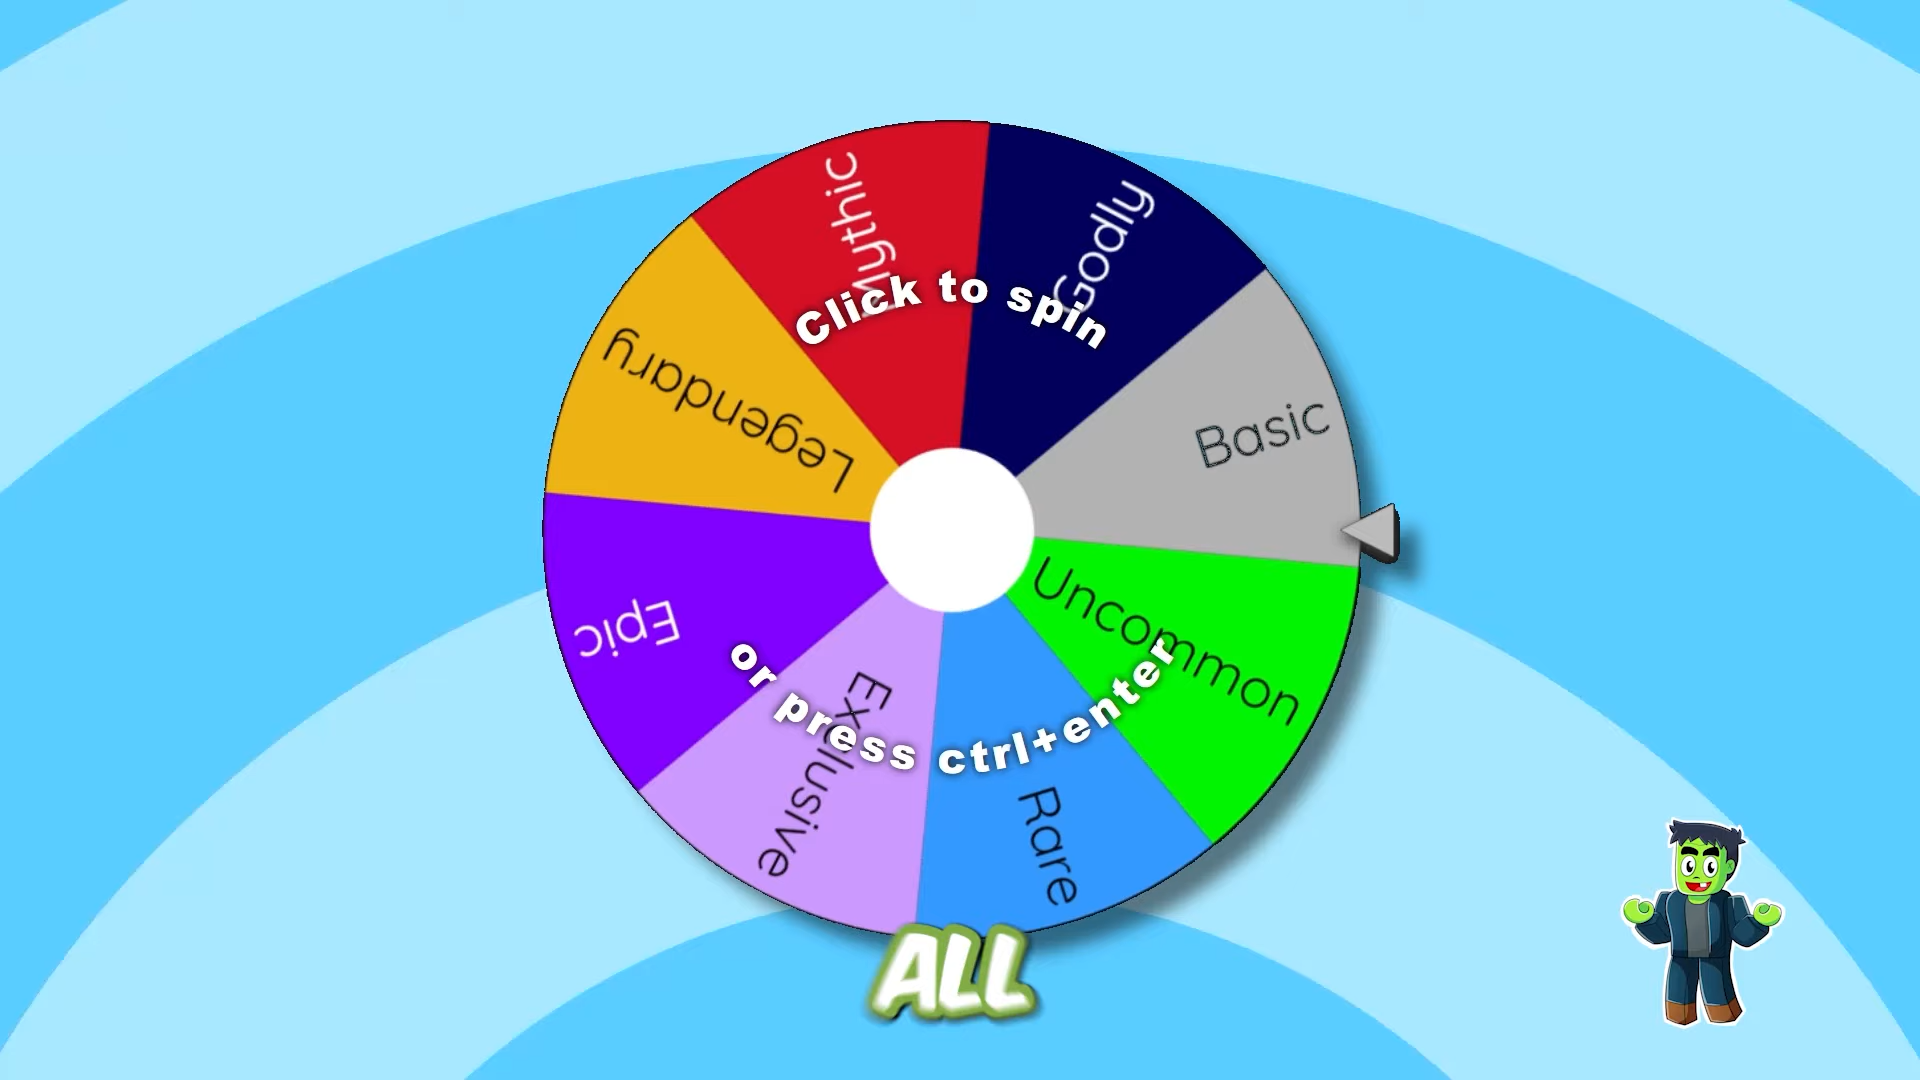 Mythic
Godly
Click to spin
Legendary
Basic
Uncommon
Epic
or press ctrl+enter
Exclusive
Rare
ALL